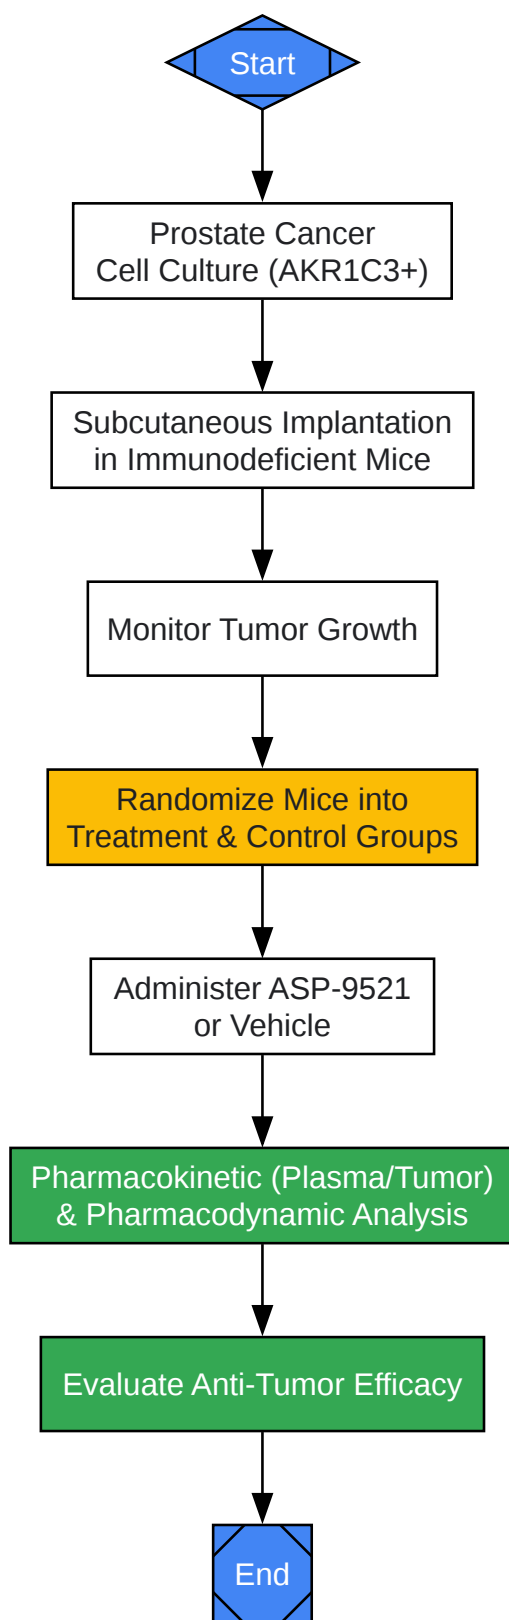 Start
Prostate Cancer
Cell Culture (AKR1C3+)
Subcutaneous Implantation
in Immunodeficient Mice
Monitor Tumor Growth
Randomize Mice into
Treatment & Control Groups
Administer ASP-9521
or Vehicle
Pharmacokinetic (Plasma/Tumor)
& Pharmacodynamic Analysis
Evaluate Anti-Tumor Efficacy
End